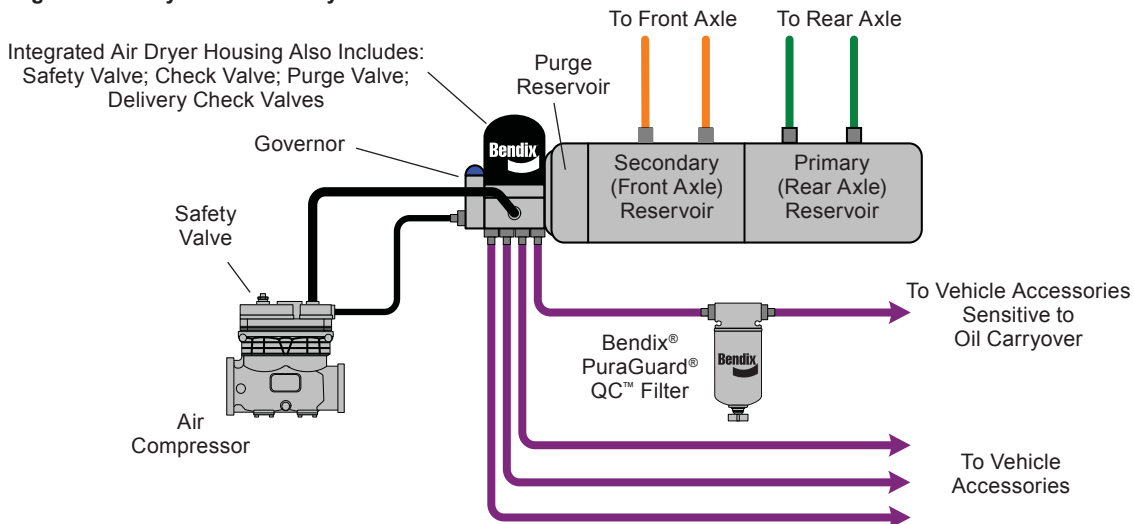 To Front Axle
To Rear Axle
Integrated Air Dryer Housing Also Includes:
Safety Valve; Check Valve; Purge Valve;
Delivery Check Valves
Purge
Reservoir
Governor
Bendix
Secondary
(Front Axle)
Reservoir
Primary
(Rear Axle)
Reservoir
Safety
Valve
To Vehicle Accessories
Sensitive to
Oil Carryover
Bendix®
PuraGuard®
QC™ Filter
Bendix
Air
Compressor
To Vehicle
Accessories